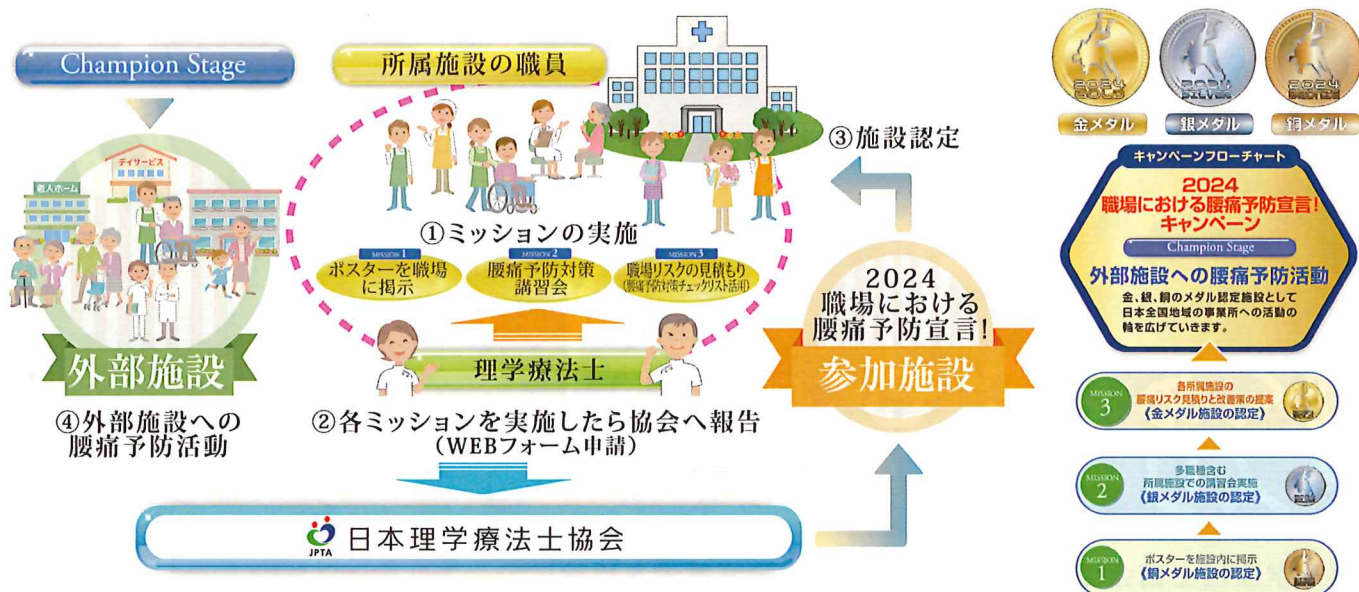 Champion Stage
デイサービス
老人ホーム
外部施設
④外部施設への
腰痛予防活動
所属施設の職員
①ミッションの実施
MISSION 1
ポスターを職場
に掲示
MISSION 2
腰痛予防対策
講習会
MISSION 3
職場リスクの見積もり
(腰痛予防対策チェックリスト活用)
理学療法士
②各ミッションを実施したら協会へ報告
(WEBフォーム申請)
JPTA
日本理学療法士協会
③施設認定
2024
職場における
腰痛予防宣言!
参加施設
2024
GOLD
2024
SILVER
2024
BRONZE
金メダル
銀メダル
銅メダル
キャンペーンフローチャート
2024
職場における腰痛予防宣言!
キャンペーン
Champion Stage
外部施設への腰痛予防活動
金、銀、銅のメダル認定施設として
日本全国地域の事業所への活動の
輪を広げていきます。
MISSION
3
各所属施設の
腰痛リスク見積りと改善策の提案
《金メダル施設の認定》
MISSION
2
多職種含む
所属施設での講習会実施
《銀メダル施設の認定》
MISSION
1
ポスターを施設内に掲示
《銅メダル施設の認定》